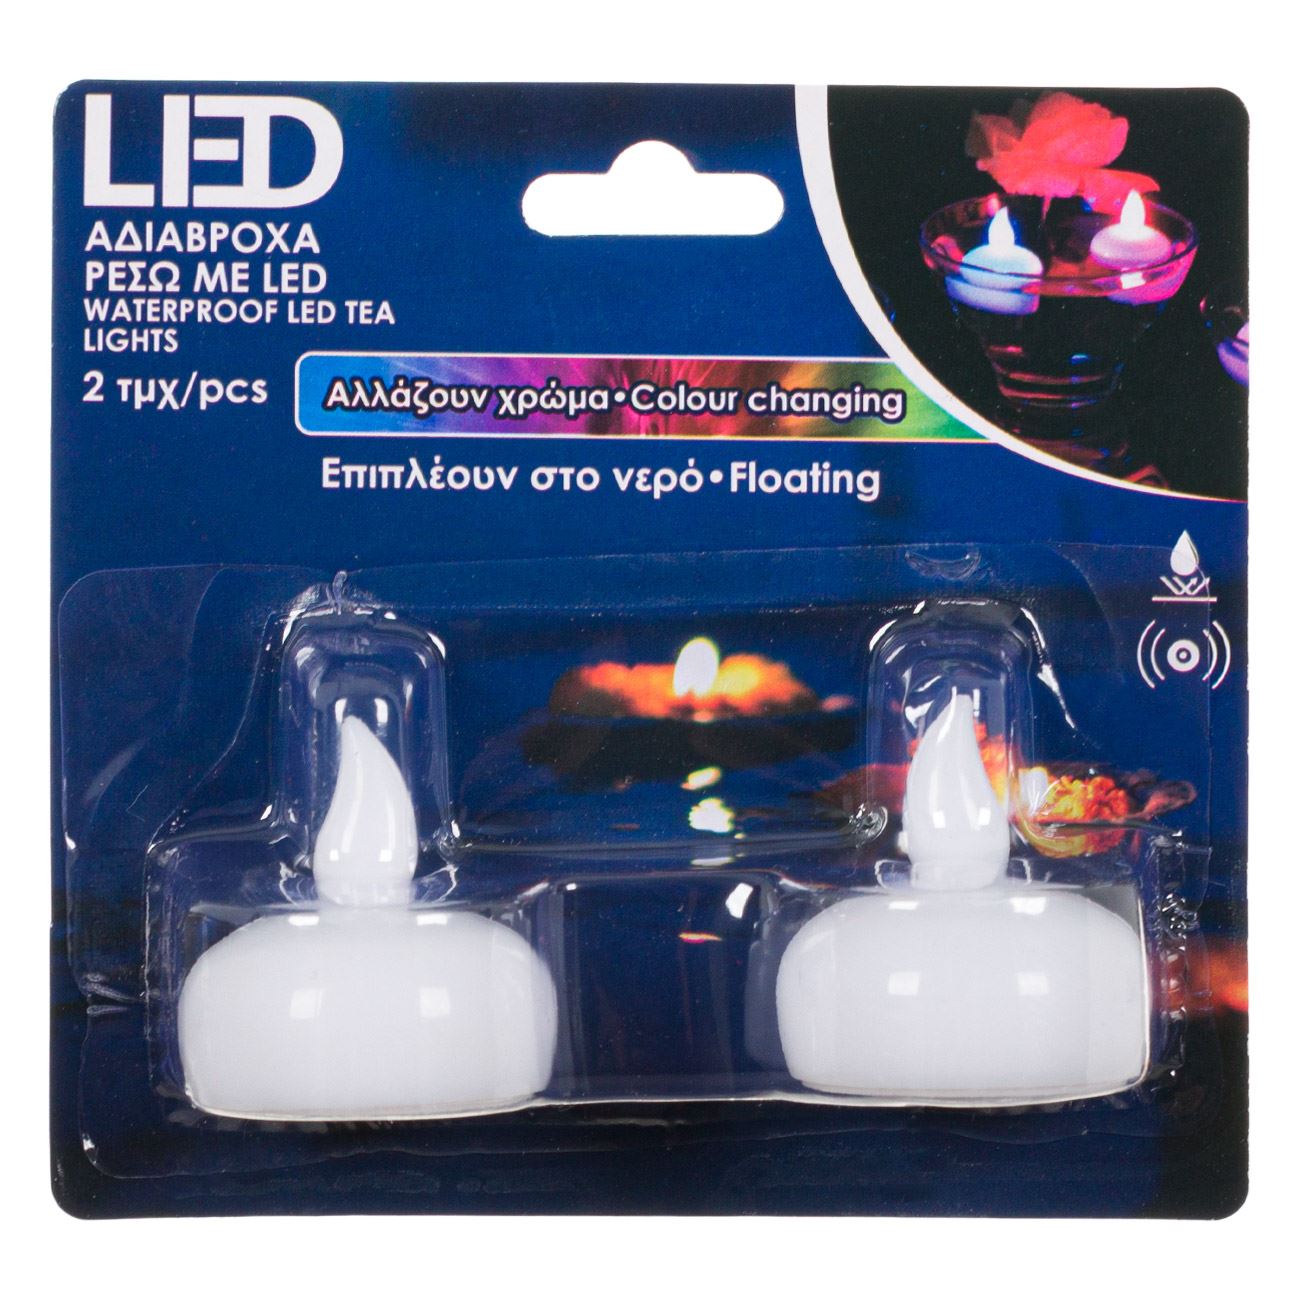 LED
ΑΔΙΑΒΡΟΧΑ
ΡΕΣΩ ΜΕ LED
WATERPROOF LED TEA
LIGHTS
2 τμχ/pcs
Αλλάζουν χρώμα•Colour changing
Επιπλέουν στο νερό•Floating